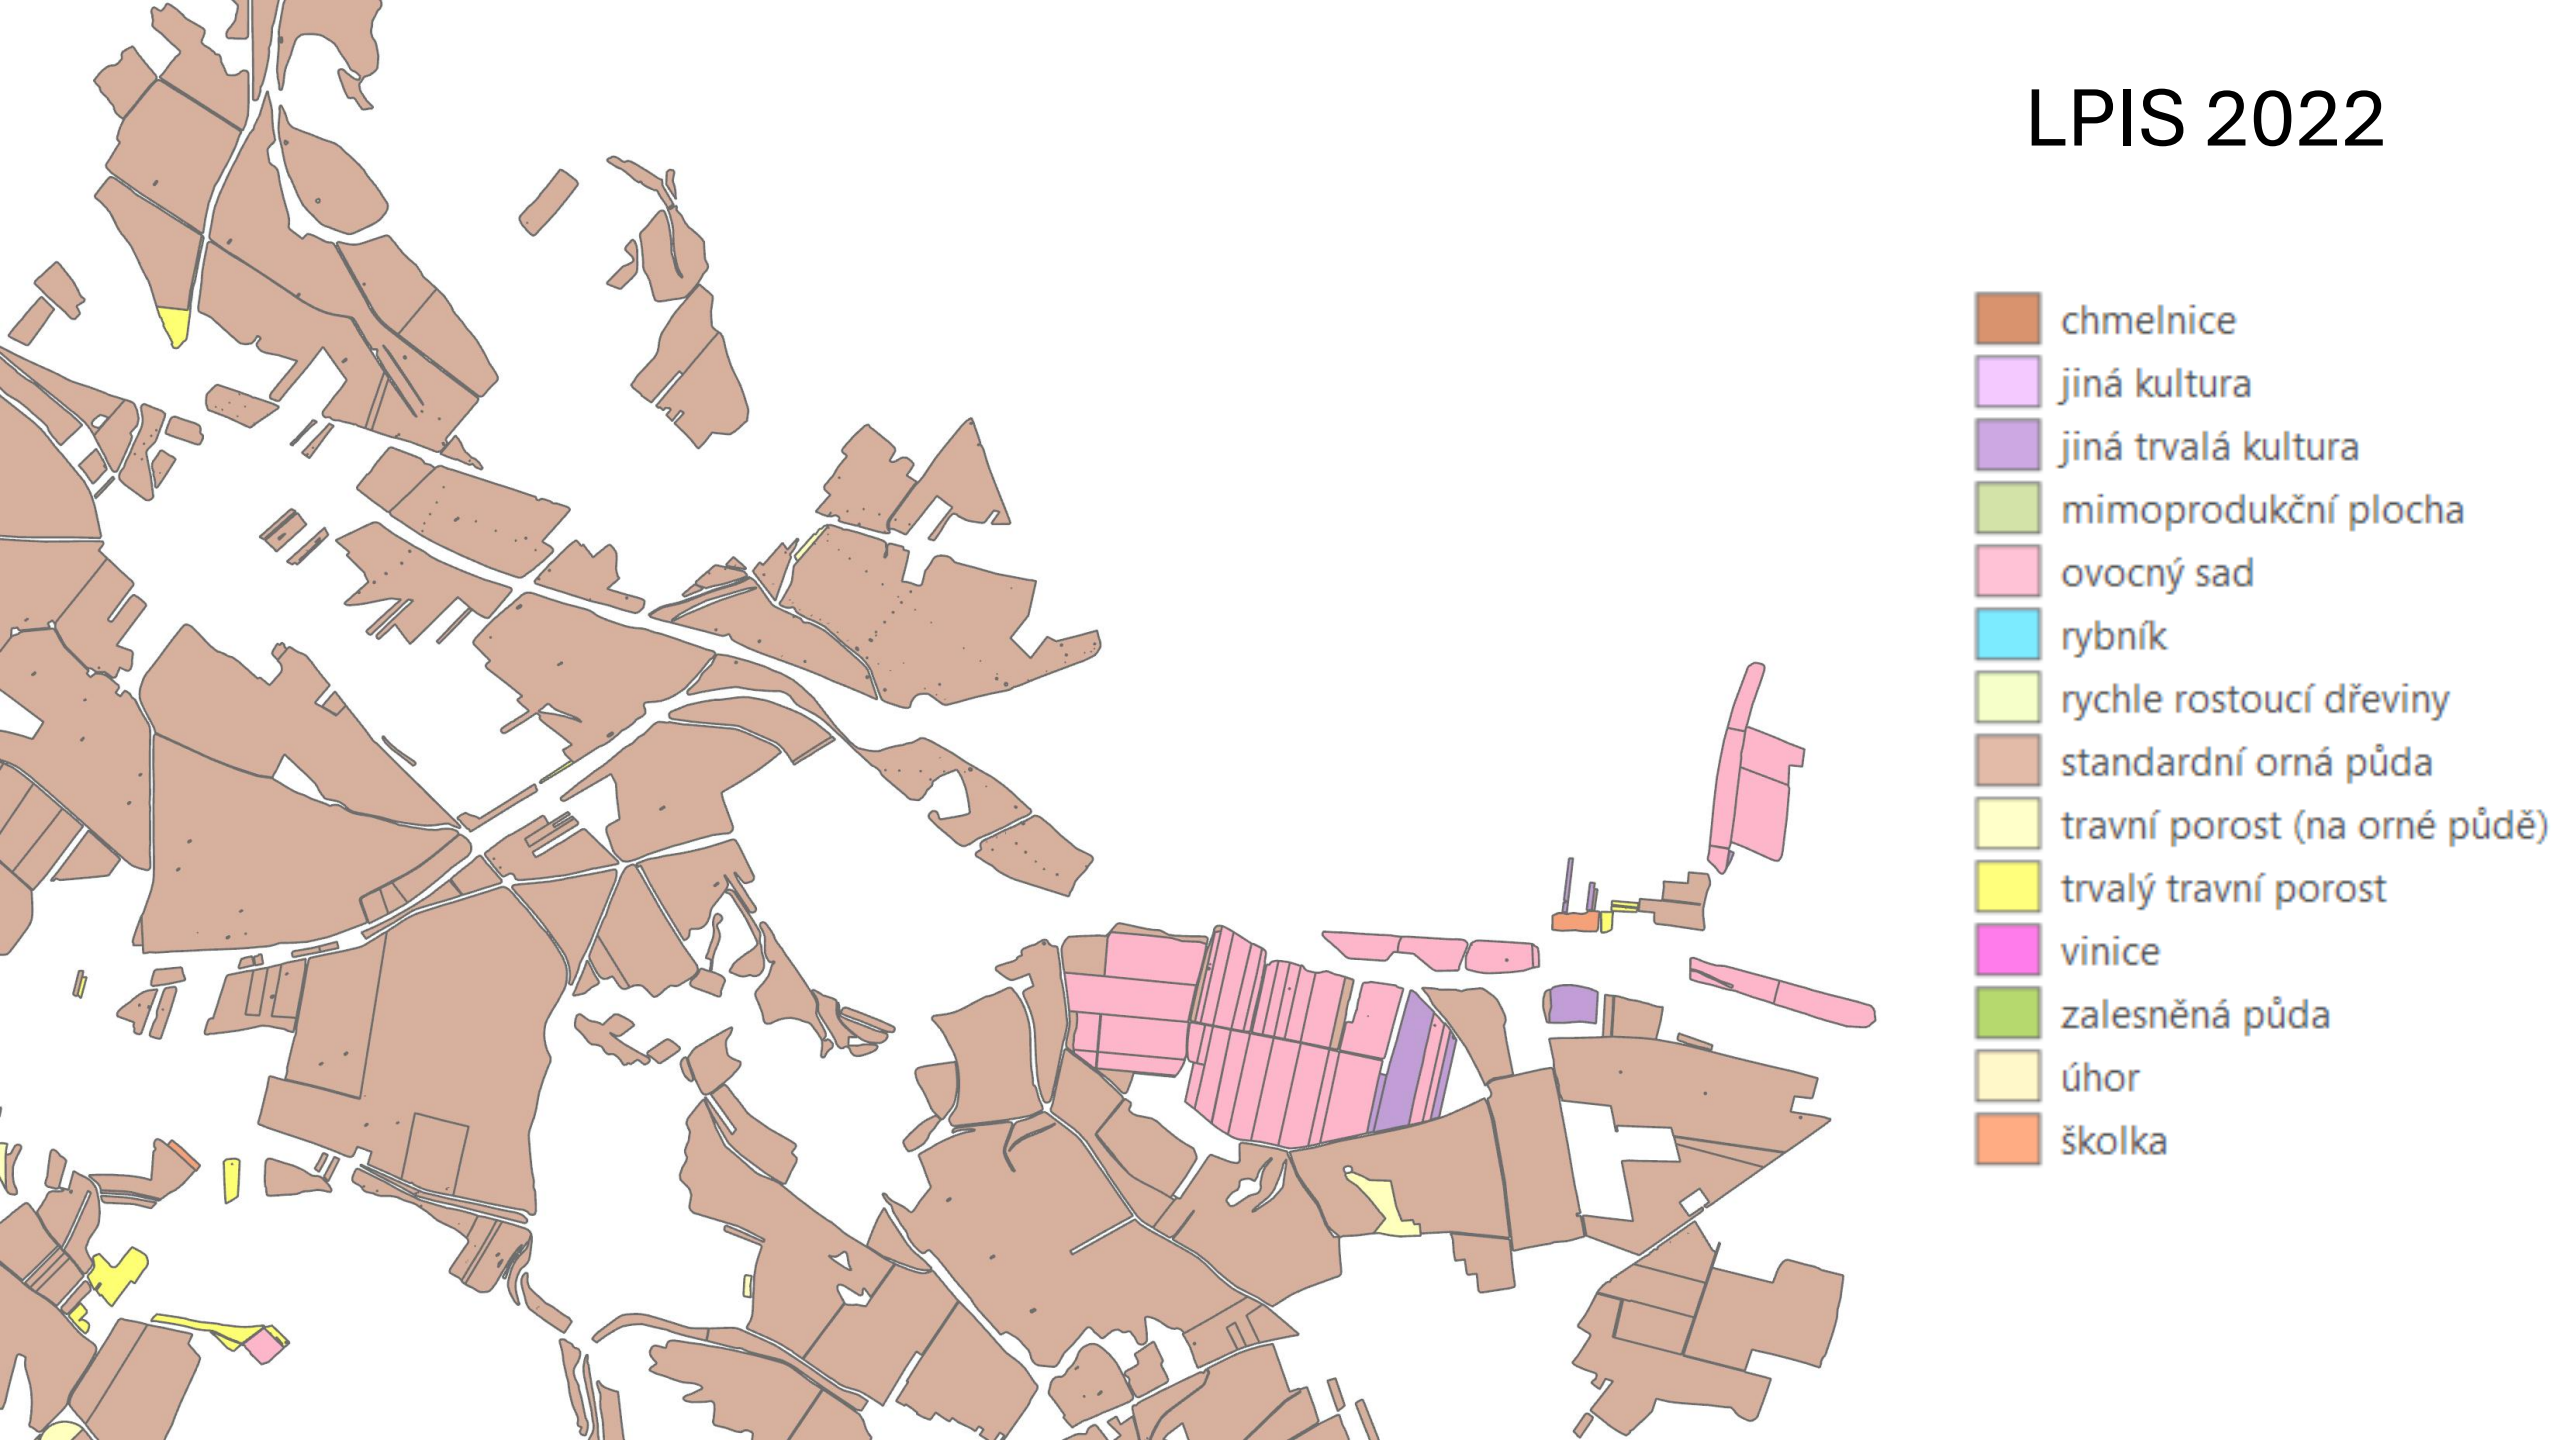 LPIS 2022
chmelnice
jiná kultura
jiná trvalá kultura
mimoprodukční plocha
ovocný sad
rybník
rychle rostoucí dřeviny
standardní orná půda
travní porost (na orné půdě)
trvalý travní porost
vinice
zalesněná půda
úhor
školka